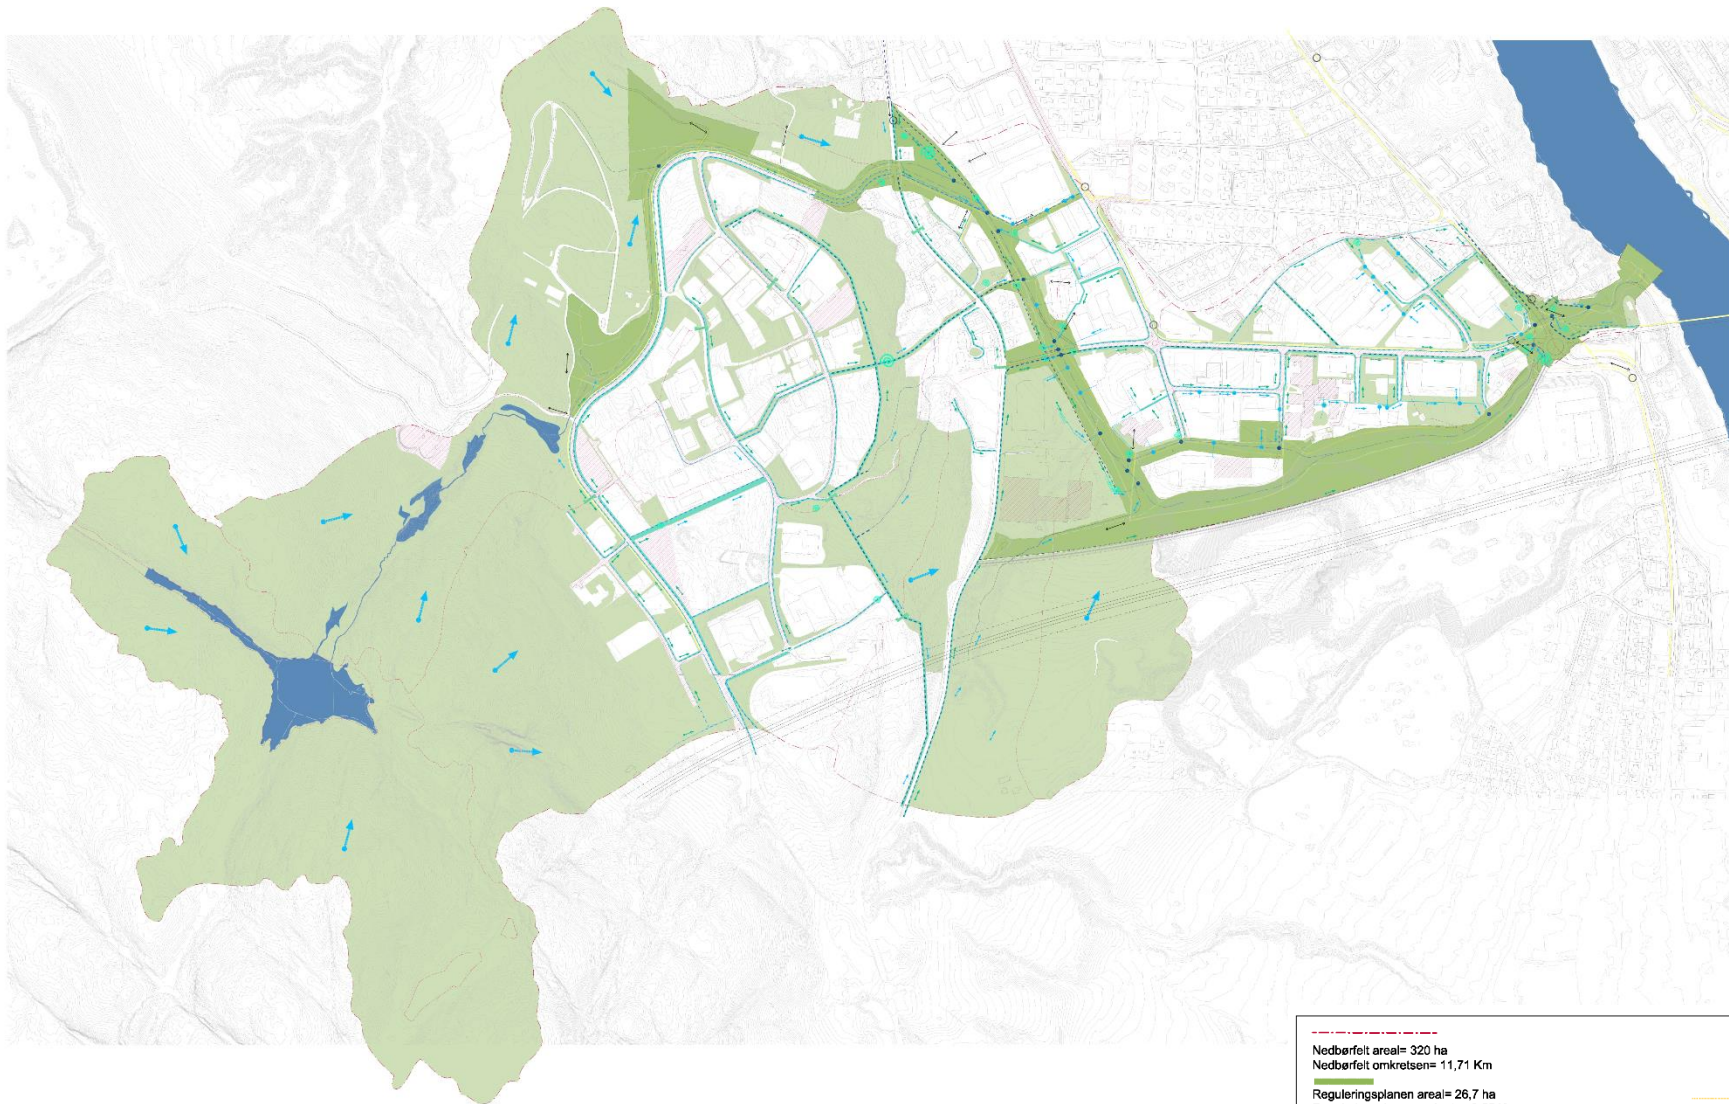 Nedbørfelt areal= 320 ha
Nedbørfelt omkretsen= 11,71 Km
Reguleringsplanen areal= 26,7 ha